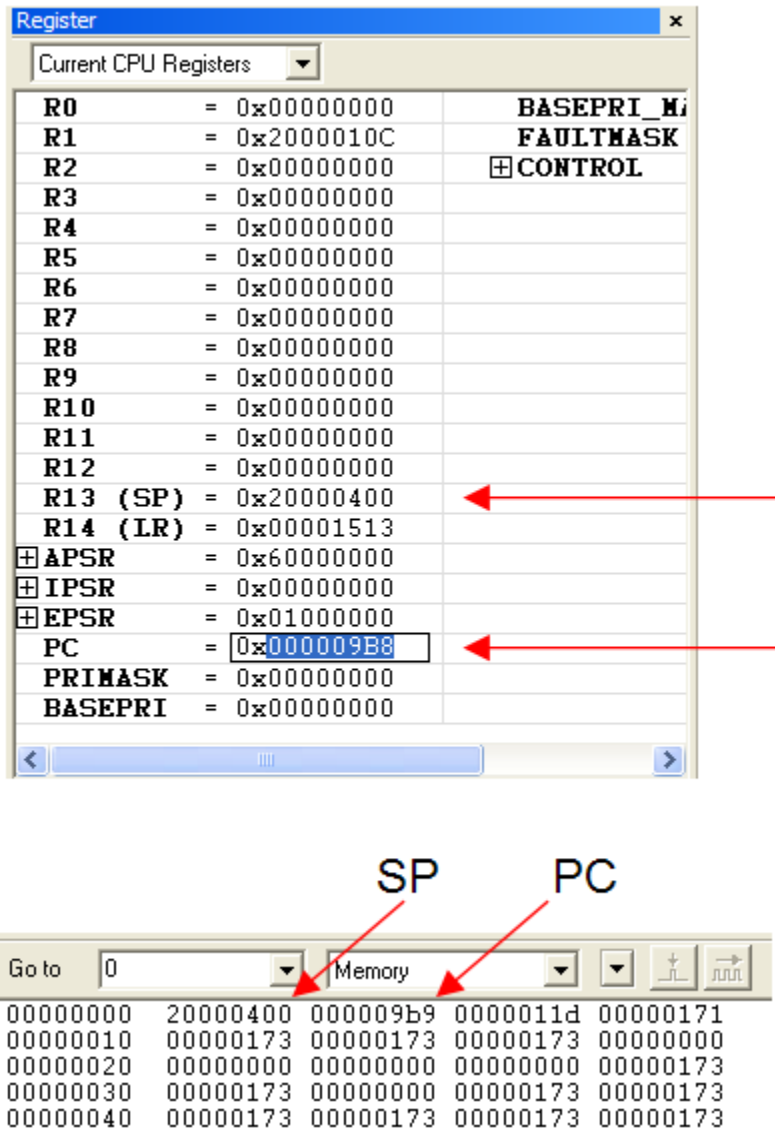 Register x
Current CPU Registers
R0 = 0x00000000 BASEPRI_MA
R1 = 0x2000010C FAULTMASK
R2 = 0x00000000 CONTROL
R3 = 0x00000000
R4 = 0x00000000
R5 = 0x00000000
R6 = 0x00000000
R7 = 0x00000000
R8 = 0x00000000
R9 = 0x00000000
R10 = 0x00000000
R11 = 0x00000000
R12 = 0x00000000
R13 (SP) = 0x20000400
R14 (LR) = 0x00001513
APSR = 0x60000000
IPSR = 0x00000000
EPSR = 0x01000000
PC = 0x000009B8
PRIMASK = 0x00000000
BASEPRI = 0x00000000
SP PC
Go to 0 Memory
00000000 20000400 000009b9 0000011d 00000171
00000010 00000173 00000173 00000173 00000000
00000020 00000000 00000000 00000000 00000173
00000030 00000173 00000000 00000173 00000173
00000040 00000173 00000173 00000173 00000173